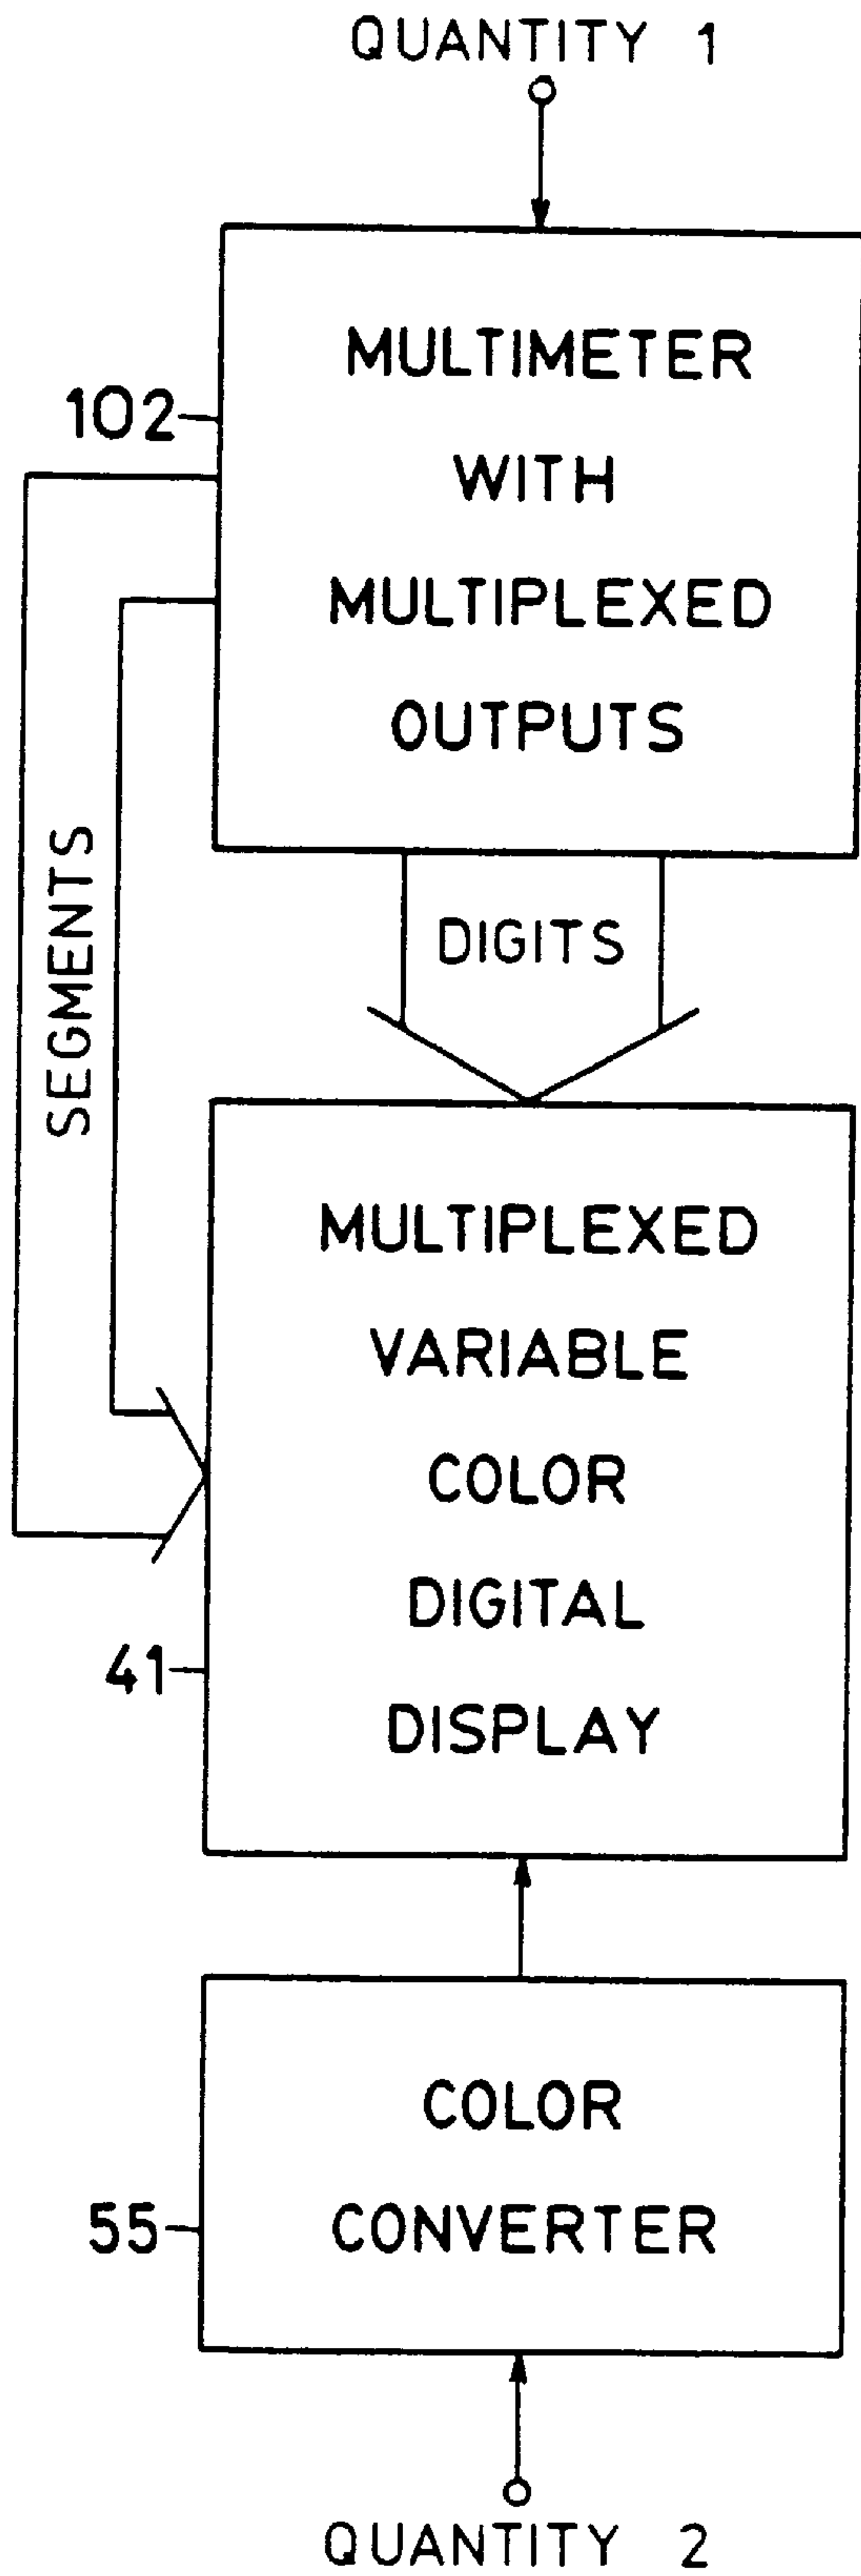 QUANTITY 1
MULTIMETER
102
WITH
MULTIPLEXED
OUTPUTS
SEGMENTS
DIGITS
MULTIPLEXED
VARIABLE
COLOR
DIGITAL
41
DISPLAY
COLOR
55
CONVERTER
QUANTITY 2